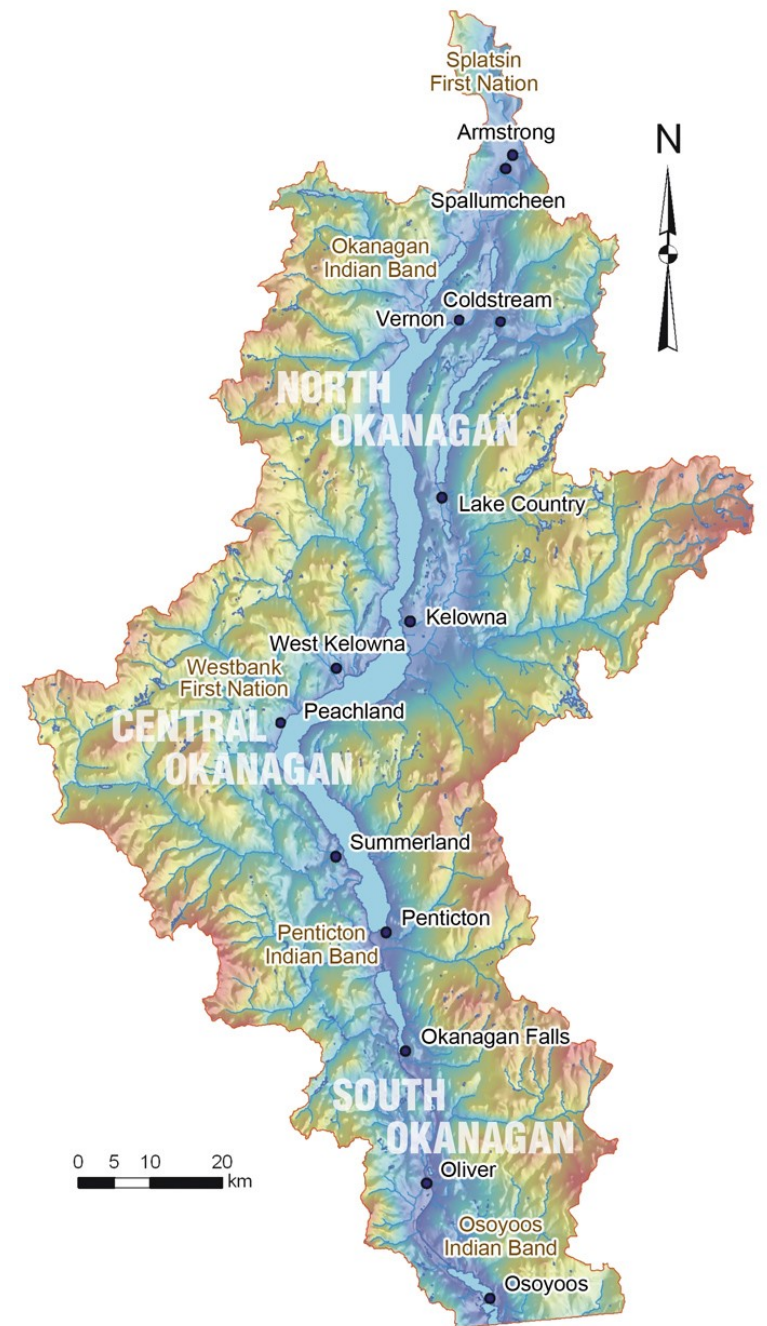 Splatsin
First Nation
Armstrong
N
Spallumcheen
Okanagan
Indian Band
Coldstream
Vernon
NORTH
OKANAGAN
Lake Country
Kelowna
West Kelowna
Westbank
First Nation
Peachland
CENTRAL
OKANAGAN
Summerland
Penticton
Penticton
Indian Band
Okanagan Falls
SOUTH
OKANAGAN
0 5 10 20
km
Oliver
Osoyoos
Indian Band
Osoyoos